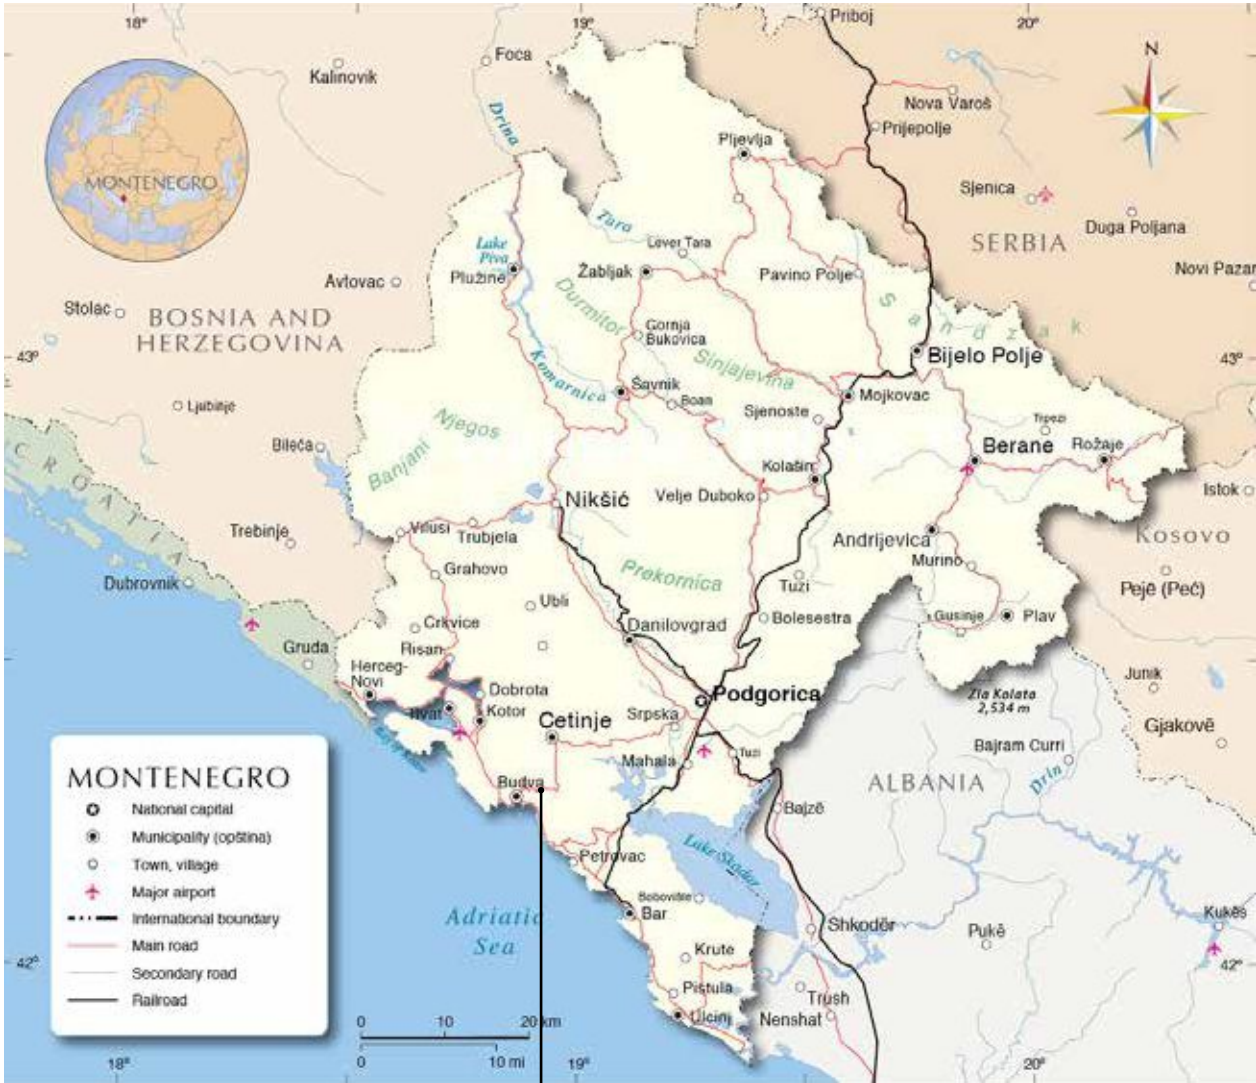 18°
19°
20°
Priboj
Foca
Kalinovik
Drina
Nova Varoš
Prijepolje
N
Pljevlja
MONTENEGRO
Sjenica
Duga Poljana
SERBIA
Tara
Lever Tara
Lake
Piva
Plužine
Žabljak
Pavino Polje
Novi Pazar
Avtovac
Stolac
BOSNIA AND
HERZEGOVINA
Durmitor
Sandzak
Gornja
Bukovica
43°
Sinjajevina
Bijelo Polje
43°
Komarnica
Šavnik
Boan
Mojkovac
Ljubinje
Sjenoste
Trpezi
Njegos
Banjani
Bileća
Berane
Rožaje
CROATIA
Kolašin
Nikšić
Velje Duboko
Istok
Vilusi
Trubjela
Trebinje
Andrijevica
Kosovo
Murino
Dubrovnik
Grahovo
Prekornica
Tuzi
Pejë (Peć)
Ubli
Crkvice
Danilovgrad
Bolesestra
Gusinje
Plav
Gruda
Risan
Herceg-
Novi
Junik
Dobrota
Podgorica
Zla Kolata
2,534 m
Tivat
Kotor
Cetinje
Srpska
Gjakovë
Tuzi
Mahala
Bajram Curri
Drin
ALBANIA
Budva
Bajzë
Petrovac
Lake Skadar
Bar
Adriatic
Sea
Shkodër
Pukë
Kukës
42°
Krute
42°
Pistula
Trush
Ulcinj
Nenshat
MONTENEGRO
National capital
Municipality (opština)
Town, village
Major airport
International boundary
Main road
Secondary road
Railroad
0 10 20 km
0 10 mi
18°
19°
20°